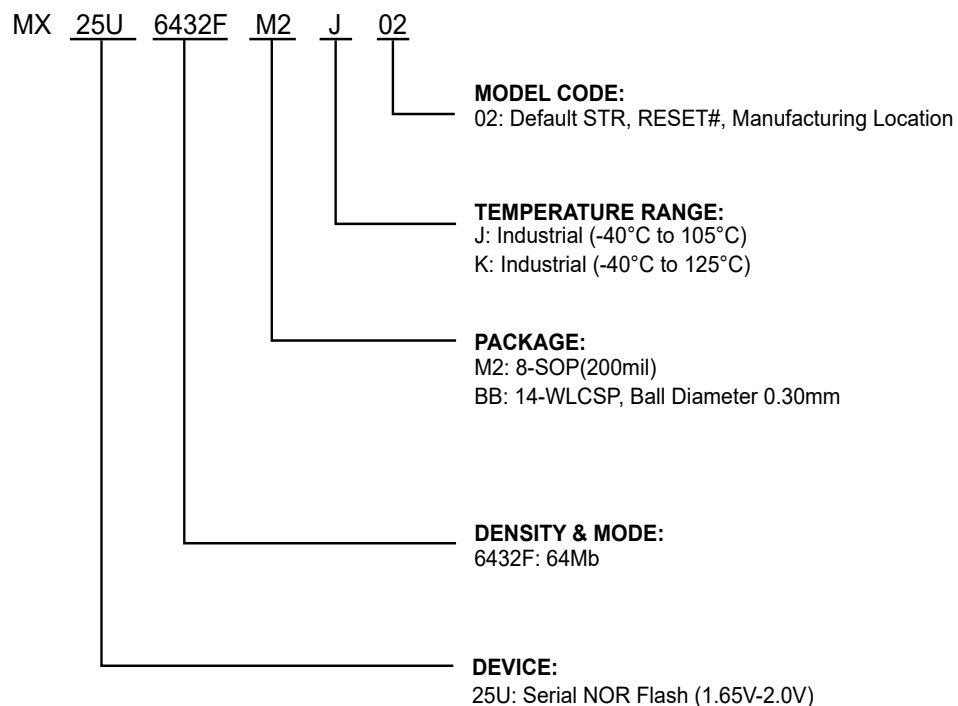 MX 25U 6432F M2 J 02
MODEL CODE:
02: Default STR, RESET#, Manufacturing Location
TEMPERATURE RANGE:
J: Industrial (-40°C to 105°C)
K: Industrial (-40°C to 125°C)
PACKAGE:
M2: 8-SOP(200mil)
BB: 14-WLCSP, Ball Diameter 0.30mm
DENSITY & MODE:
6432F: 64Mb
DEVICE:
25U: Serial NOR Flash (1.65V-2.0V)